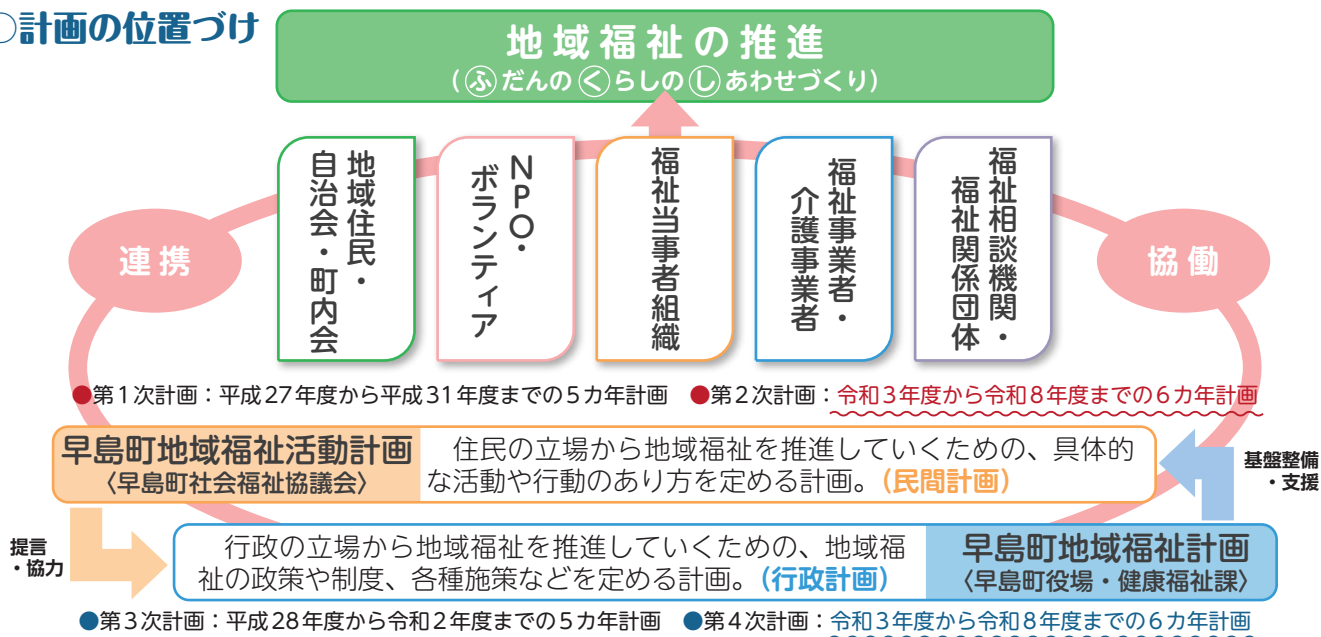 ○計画の位置づけ
地域福祉の推進
(ふだんのくらしのしあわせづくり)
連携
地域住民・
自治会・町内会
NPO・
ボランティア
福祉当事者組織
福祉事業者・
介護事業者
福祉相談機関・
福祉関係団体
協働
●第1次計画：平成27年度から平成31年度までの5カ年計画 ●第2次計画：令和3年度から令和8年度までの6カ年計画
早島町地域福祉活動計画
〈早島町社会福祉協議会〉
住民の立場から地域福祉を推進していくための、具体的
な活動や行動のあり方を定める計画。(民間計画)
基盤整備
・支援
提言
・協力
行政の立場から地域福祉を推進していくための、地域福
祉の政策や制度、各種施策などを定める計画。(行政計画)
早島町地域福祉計画
〈早島町役場・健康福祉課〉
●第3次計画：平成28年度から令和2年度までの5カ年計画 ●第4次計画：令和3年度から令和8年度までの6カ年計画